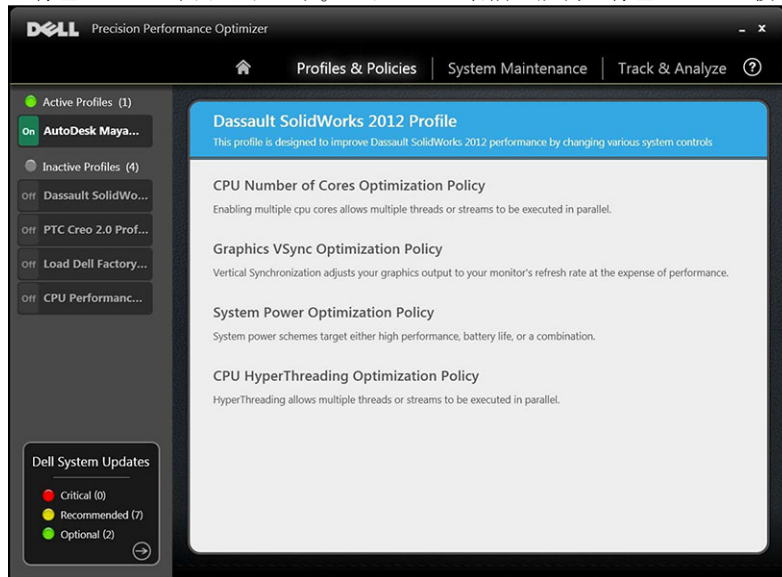 DELL Precision Performance Optimizer
Profiles & Policies
System Maintenance
Track & Analyze
?
Active Profiles (1)
On AutoDesk Maya...
Inactive Profiles (4)
Off Dassault SolidWo...
Off PTC Creo 2.0 Prof...
Off Load Dell Factory...
Off CPU Performanc...
Dell System Updates
Critical (0)
Recommended (7)
Optional (2)
Dassault SolidWorks 2012 Profile
This profile is designed to improve Dassault SolidWorks 2012 performance by changing various system controls
CPU Number of Cores Optimization Policy
Enabling multiple cpu cores allows multiple threads or streams to be executed in parallel.
Graphics VSync Optimization Policy
Vertical Synchronization adjusts your graphics output to your monitor's refresh rate at the expense of performance.
System Power Optimization Policy
System power schemes target either high performance, battery life, or a combination.
CPU HyperThreading Optimization Policy
HyperThreading allows multiple threads or streams to be executed in parallel.